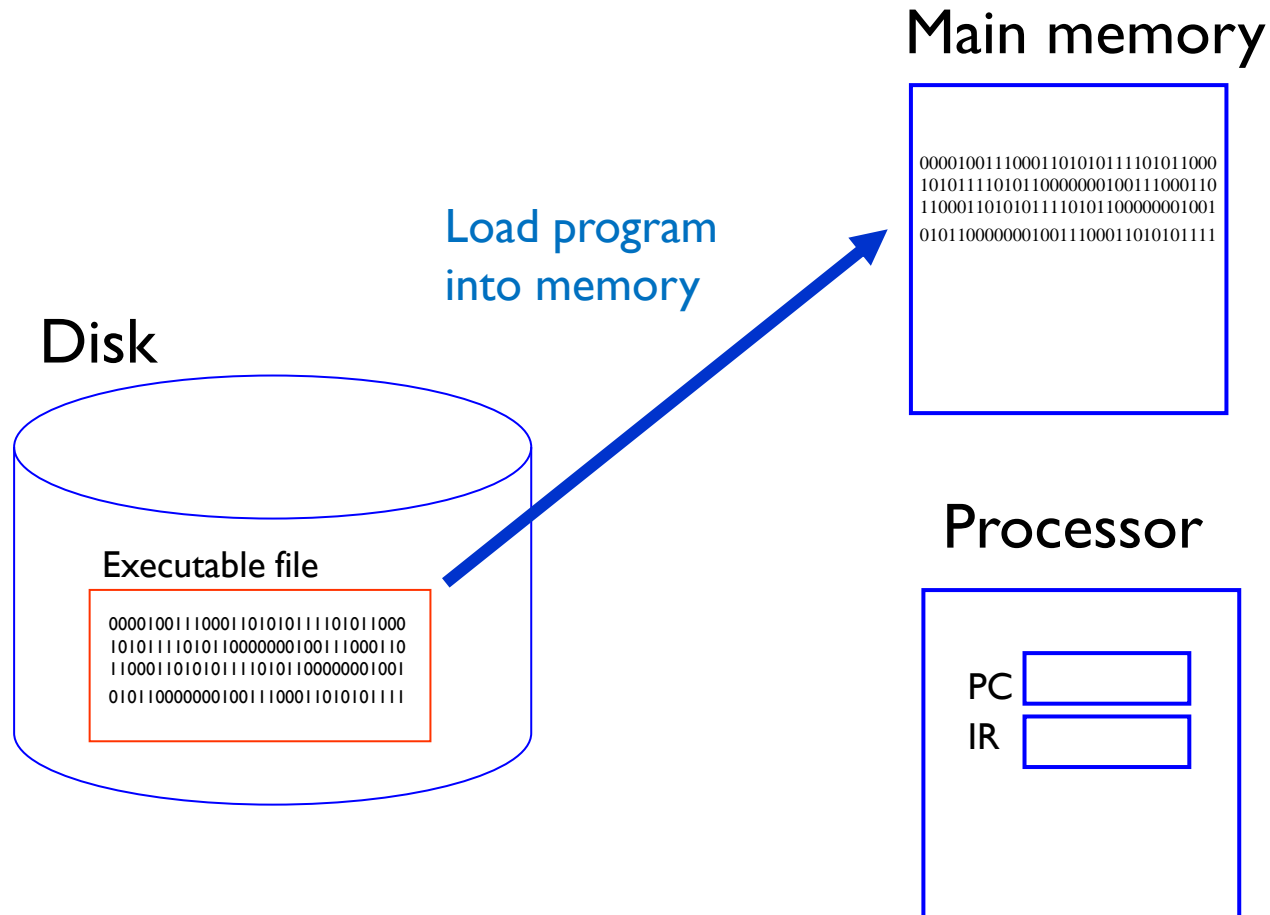 Main memory
00001001110001101010111101011000
10101111010110000000100111000110
11000110101011110101100000001001
01011000000010011100011010101111
Load program
into memory
Disk
Executable file
00001001110001101010111101011000
10101111010110000000100111000110
11000110101011110101100000001001
01011000000010011100011010101111
Processor
PC
IR